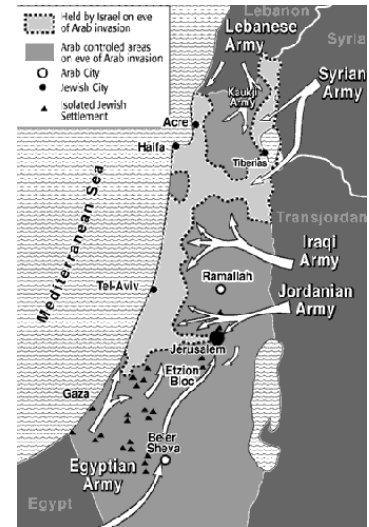 Held by Israel on eve
of Arab invasion
Arab controled areas
on eve of Arab invasion
Arab City
Jewish City
Isolated Jewish
Settlement
Lebanon
Lebanese
Army
Syria
Syrian
Army
Kaukji
Army
Acre
Haifa
Tiberias
Mediterranean Sea
Transjordan
Iraqi
Army
Ramallah
Tel-Aviv
Jordanian
Army
Jerusalem
Etzion
Bloc
Gaza
Be'er
Sheva
Egyptian
Army
Egypt